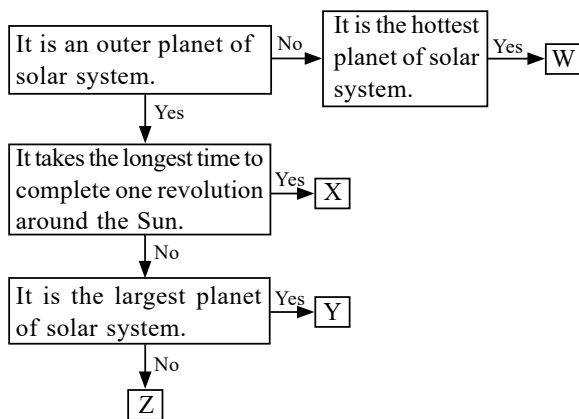 It is an outer planet of
solar system.
No
It is the hottest
planet of solar
system.
Yes
W
Yes
It takes the longest time to
complete one revolution
around the Sun.
Yes
X
No
It is the largest planet
of solar system.
Yes
Y
No
Z